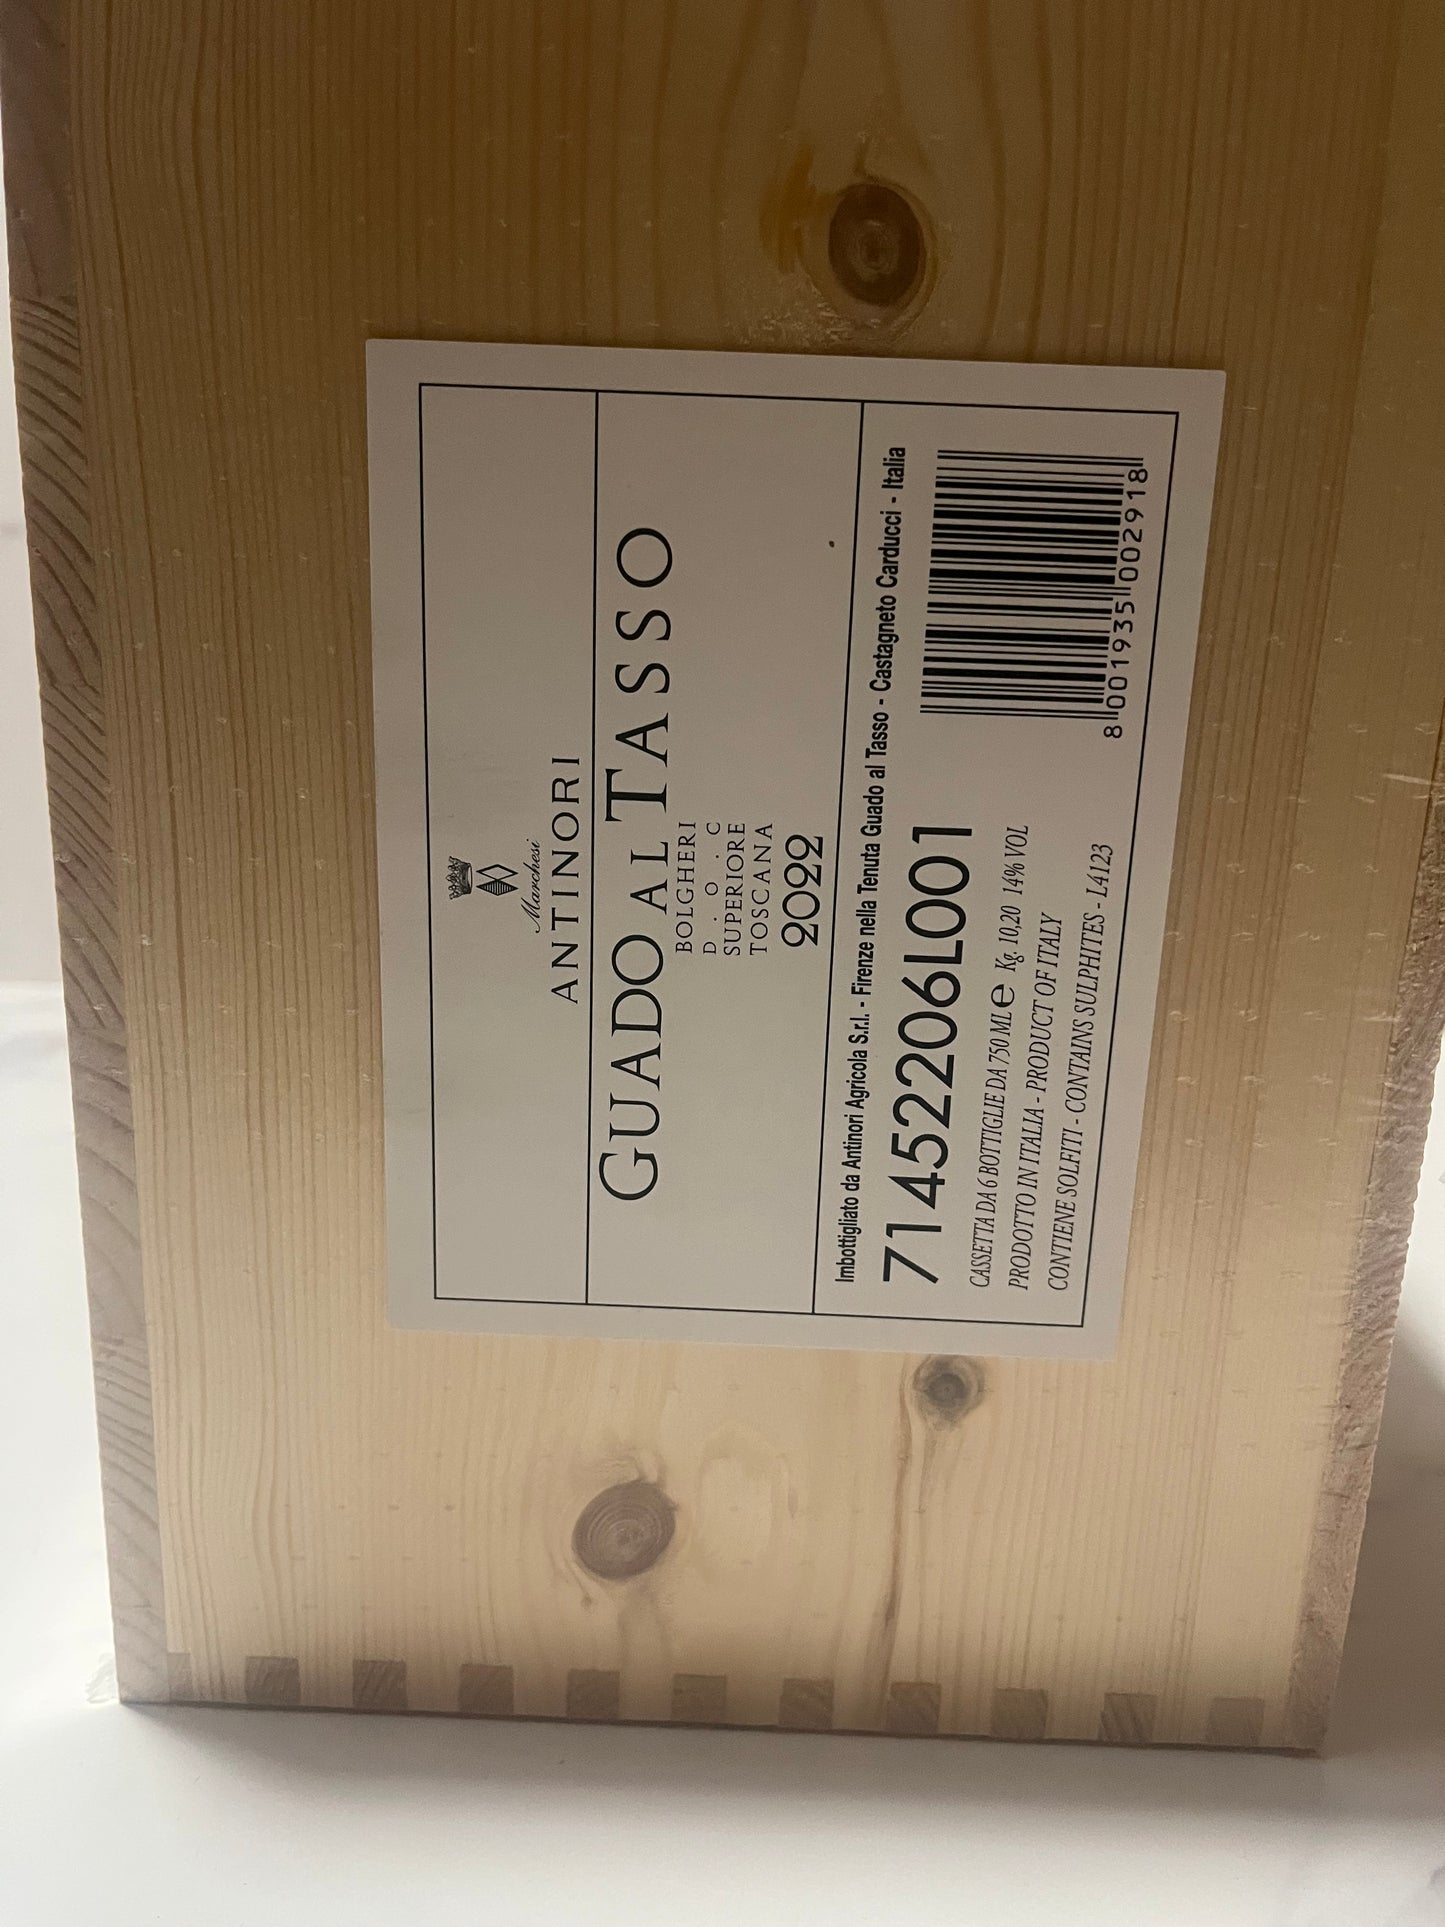 Marchesi
ANTINORI
GUADO AL TASSO
BOLGHERI
D . O . C
SUPERIORE
TOSCANA
2022
Imbottigliato da Antinori Agricola S.r.l. - Firenze nella Tenuta Guado al Tasso - Castagneto Carducci - Italia
71452206L001
CASSETTA DA 6 BOTTIGLIE DA 750 ML e Kg. 10,20 14% VOL
PRODOTTO IN ITALIA - PRODUCT OF ITALY
CONTIENE SOLFITI - CONTAINS SULPHITES - L4123
8 001935 002918